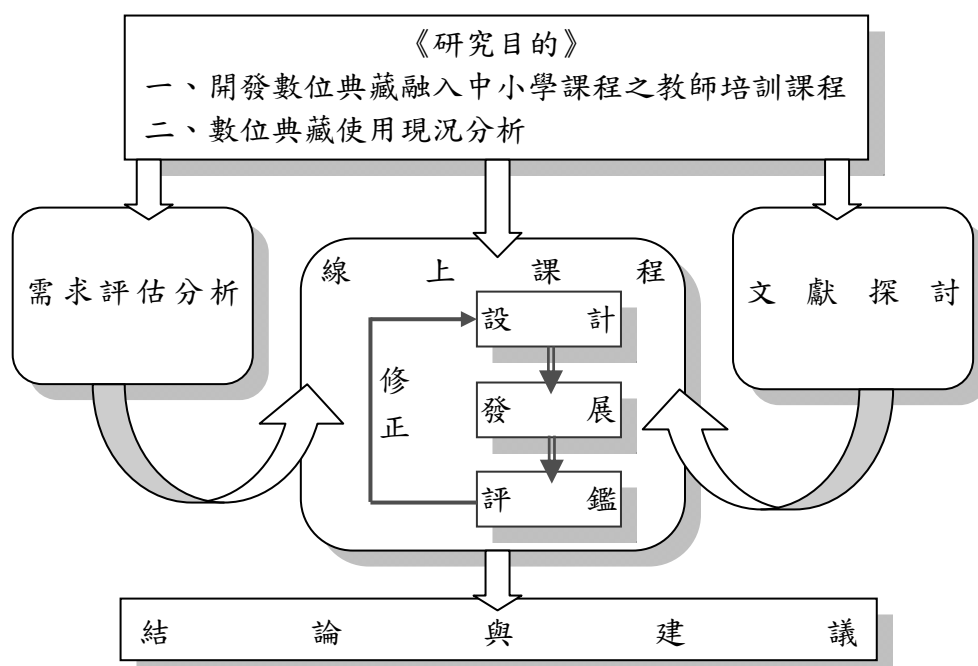 《研究目的》
一、開發數位典藏融入中小學課程之教師培訓課程
二、數位典藏使用現況分析
需求評估分析
線上課程
設計
修正
發展
評鑑
文獻探討
結論與建議